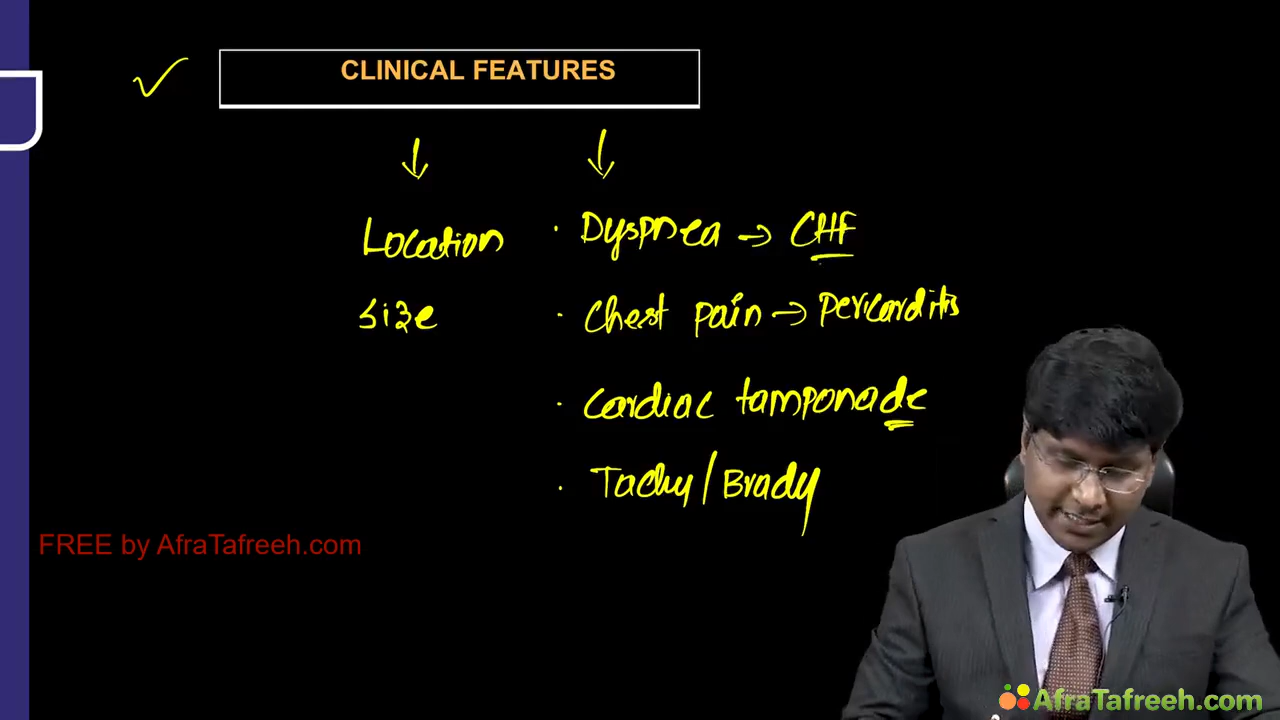 CLINICAL FEATURES
Location
Size
· Dyspnea → CHF
· Chest pain → Pericarditis
· Cardiac tamponade
· Tachy/Brady
FREE by AfraTafreeh.com
AfraTafreeh.com